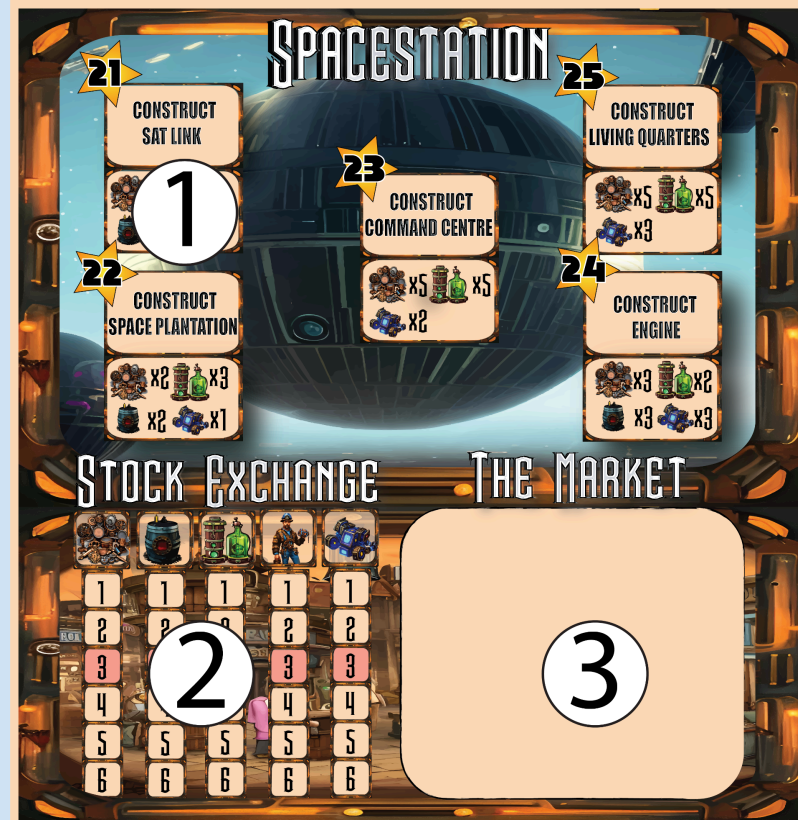 SPACESTATION
21
CONSTRUCT
SAT LINK
1
22
CONSTRUCT
SPACE PLANTATION
x2 x3
x2 x1
23
CONSTRUCT
COMMAND CENTRE
x5 x5
x2
25
CONSTRUCT
LIVING QUARTERS
x5 x5
x3
24
CONSTRUCT
ENGINE
x3 x2
x3 x3
STOCK EXCHANGE
1 1 1 1 1
2 2 2 2 2
3 3 3
4 4 4
5 5 5 5 5
6 6 6 6 6
2
THE MARKET
3